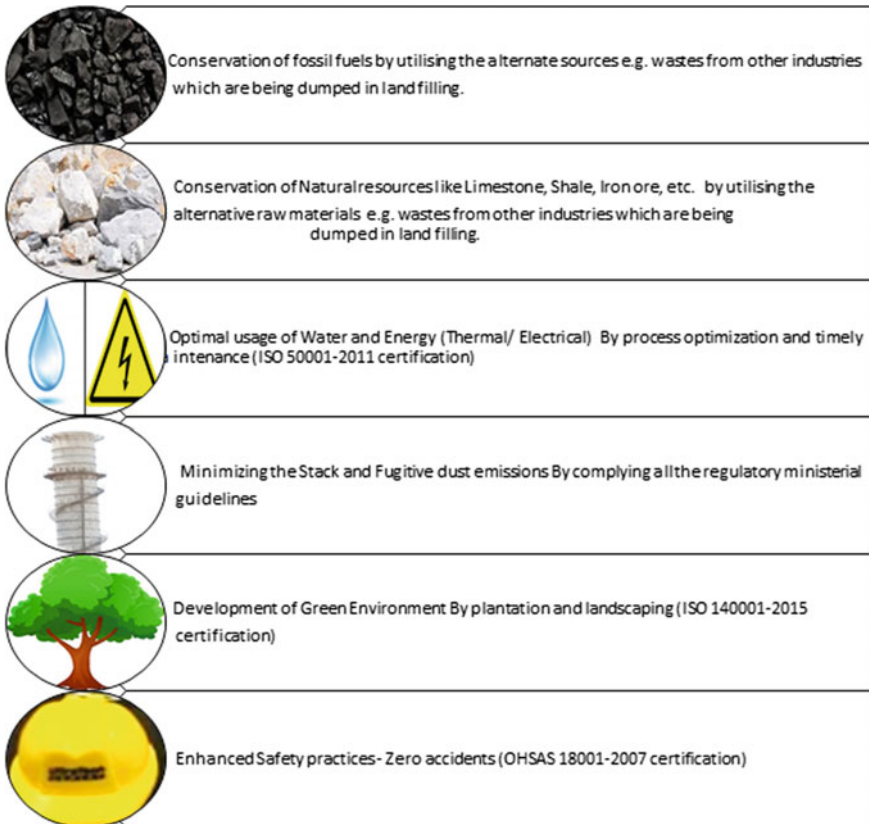 Conservation of fossil fuels by utilising the alternate sources e.g. wastes from other industries
which are being dumped in land filling.
Conservation of Natural resources like Limestone, Shale, Iron ore, etc. by utilising the
alternative raw materials e.g. wastes from other industries which are being
dumped in land filling.
Optimal usage of Water and Energy (Thermal/ Electrical) By process optimization and timely
intenance (ISO 50001-2011 certification)
Minimizing the Stack and Fugitive dust emissions By complying all the regulatory ministerial
guidelines
Development of Green Environment By plantation and landscaping (ISO 140001-2015
certification)
Enhanced Safety practices- Zero accidents (OHSAS 18001-2007 certification)